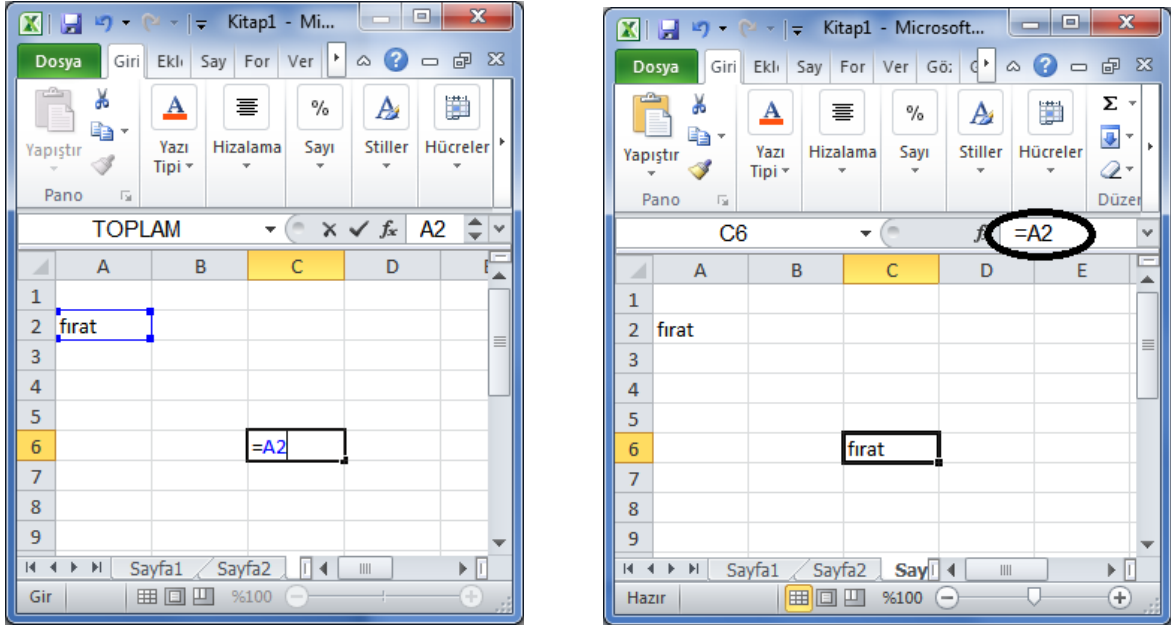 Kitap1 - Mi...
Dosya Giri Ekl Say For Ver
Yapıştır Yazı Tipi Hizalama Sayı Stiller Hücreler
Pano
TOPLAM fx A2
A B C D
1
2 fırat
3
4
5
6 =A2
7
8
9
Sayfa1 Sayfa2
Gir %100
Kitap1 - Microsoft...
Dosya Giri Ekl Say For Ver Gö
Yapıştır Yazı Tipi Hizalama Sayı Stiller Hücreler Σ
Pano Düzen
C6 =A2
A B C D E
1
2 fırat
3
4
5
6 fırat
7
8
9
Sayfa1 Sayfa2 Say
Hazır %100